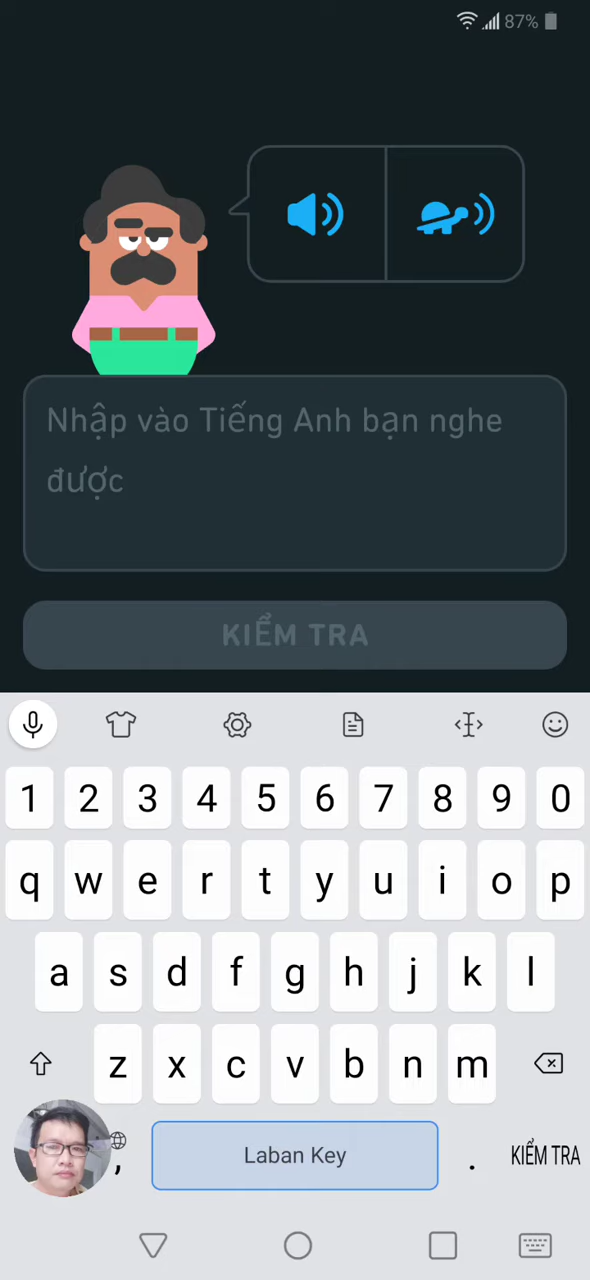 87%
Nhập vào Tiếng Anh bạn nghe
được
KIỂM TRA
1 2 3 4 5 6 7 8 9 0
q w e r t y u i o p
a s d f g h j k l
z x c v b n m
, Laban Key . KIỂM TRA